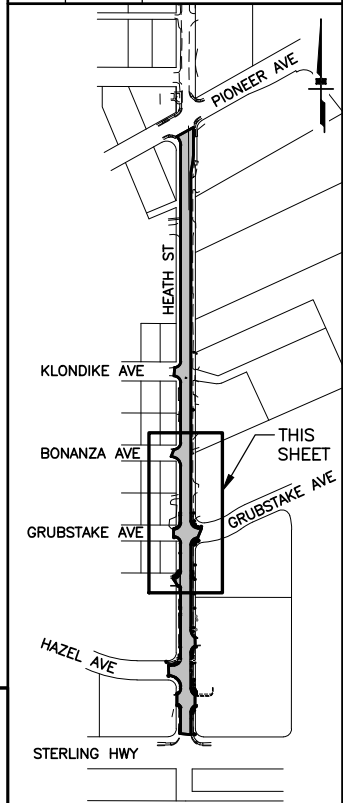 PIONEER AVE
HEATH ST
KLONDIKE AVE
BONANZA AVE
THIS
SHEET
GRUBSTAKE AVE
GRUBSTAKE AVE
HAZEL AVE
STERLING HWY